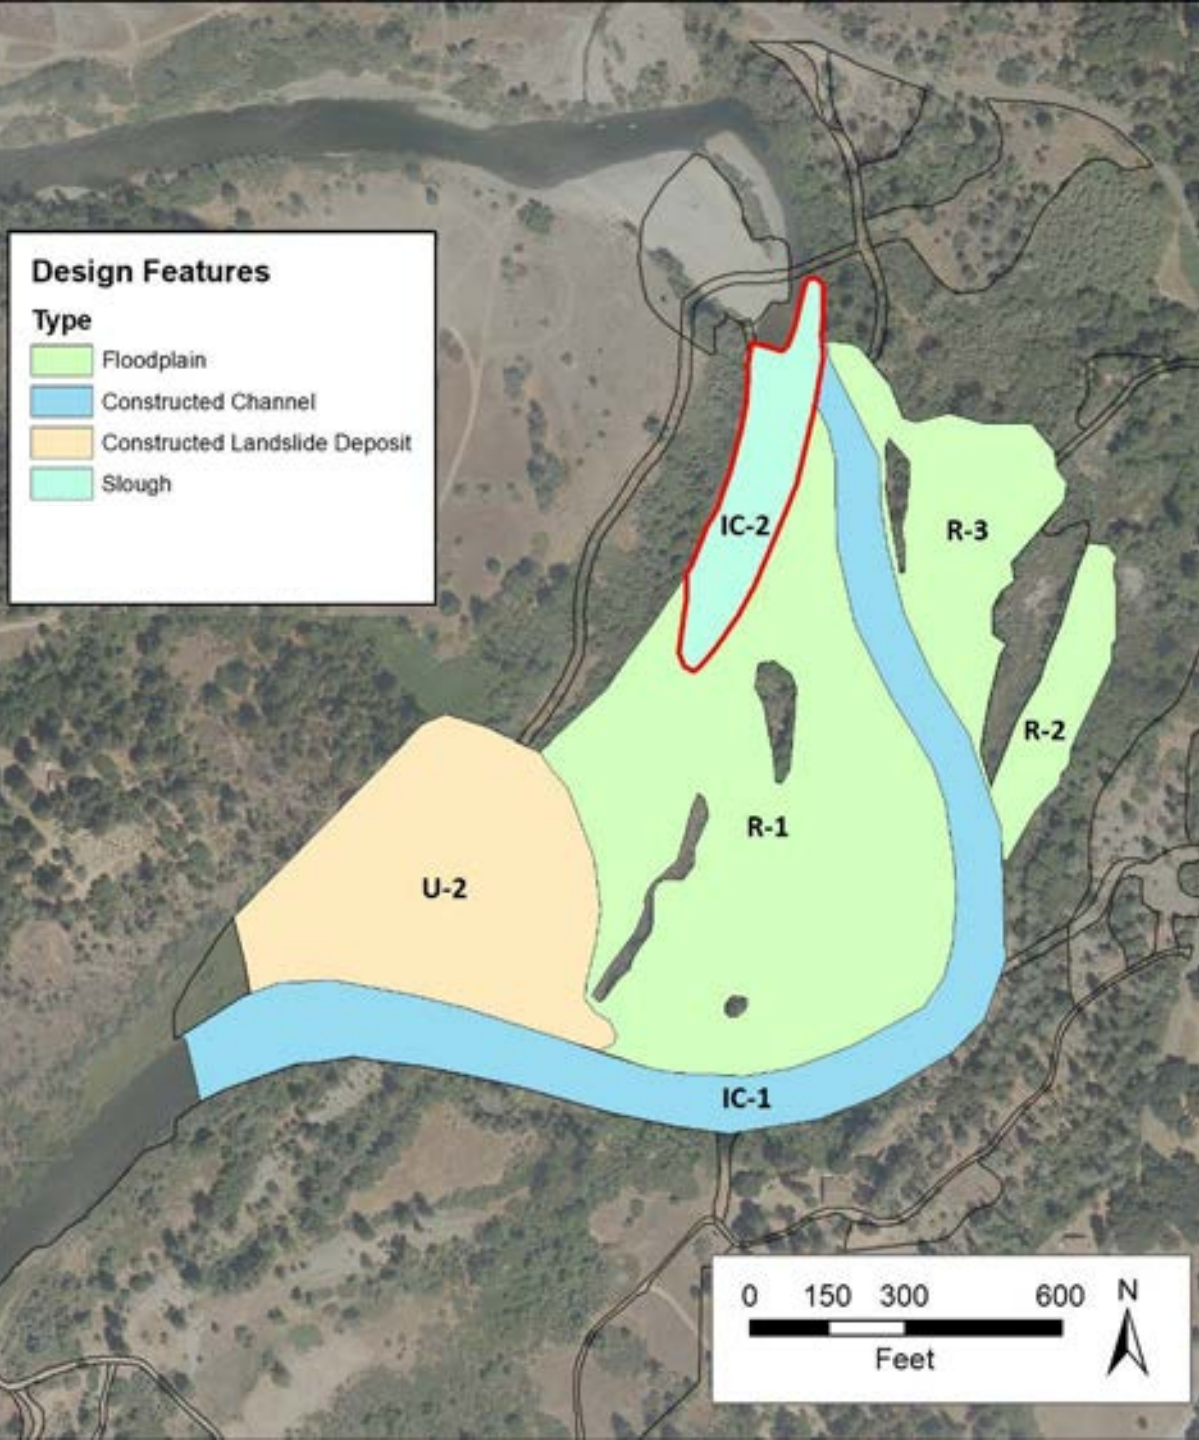 Design Features
Type
Floodplain
Constructed Channel
Constructed Landslide Deposit
Slough
IC-2
R-3
R-2
R-1
U-2
IC-1
0 150 300 600
Feet
N